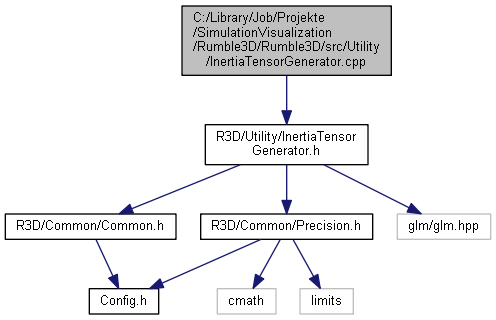 C:/Library/Job/Projekte
/SimulationVisualization
/Rumble3D/Rumble3D/src/Utility
/InertiaTensorGenerator.cpp
R3D/Utility/InertiaTensor
Generator.h
R3D/Common/Common.h
R3D/Common/Precision.h
glm/glm.hpp
Config.h
cmath
limits